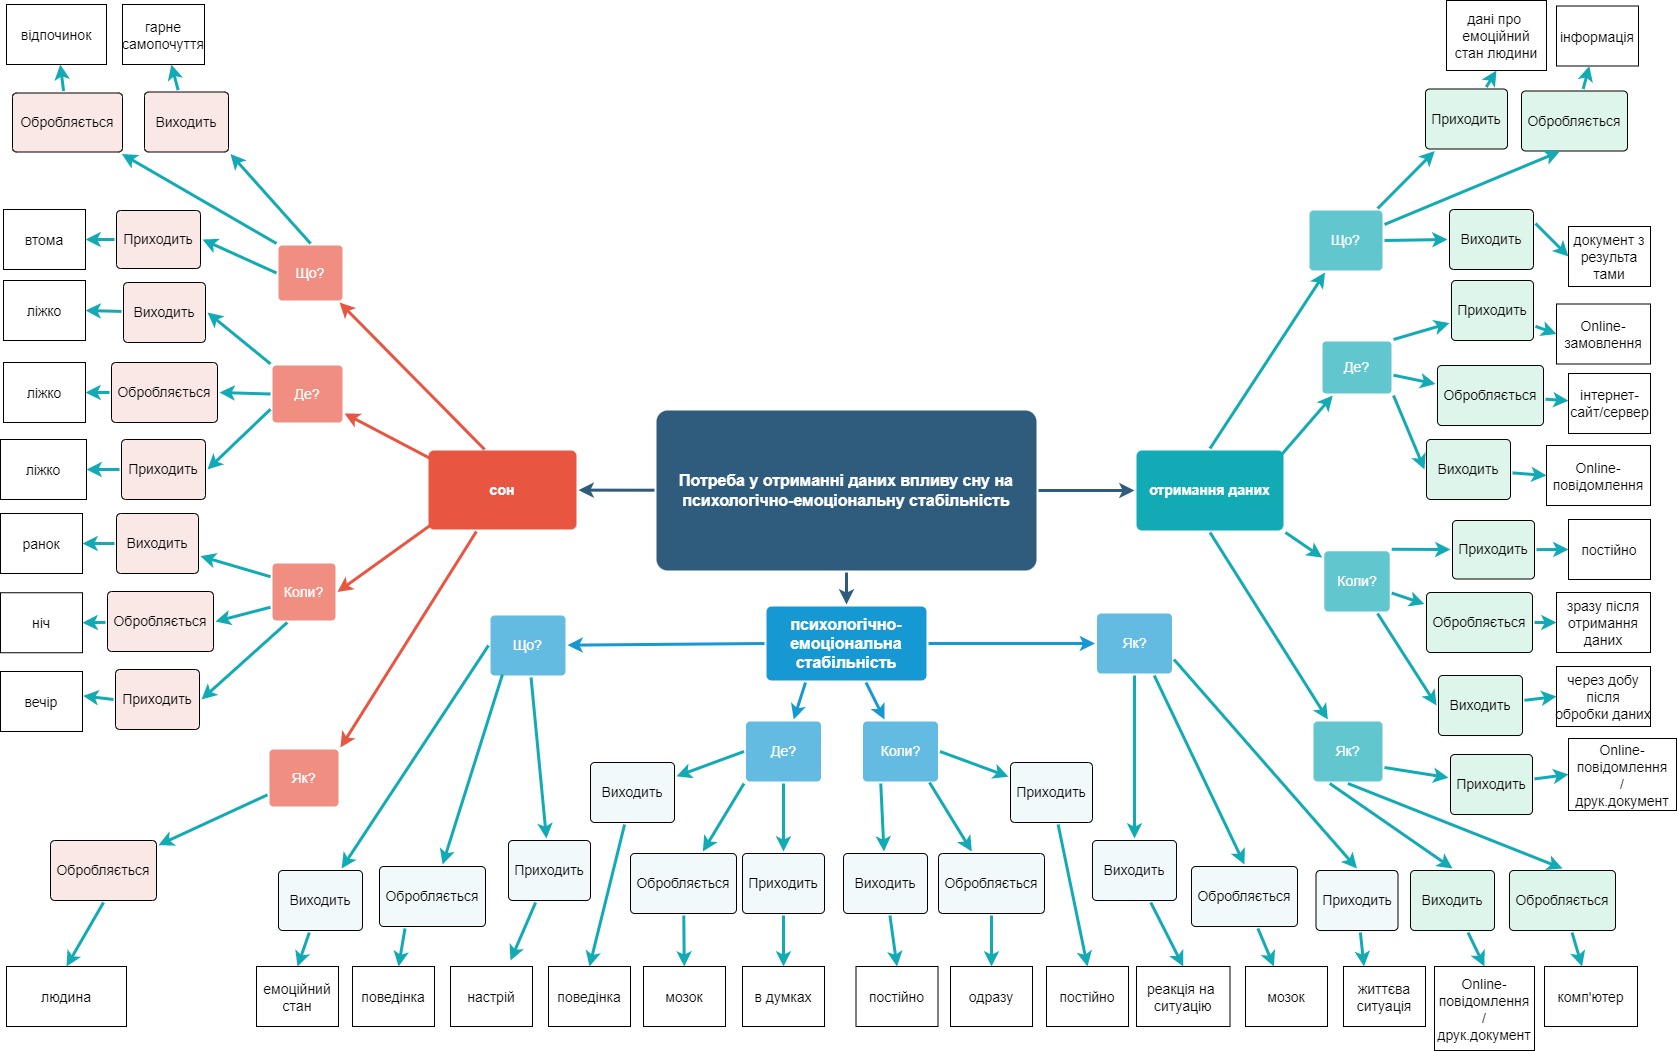 відпочинок
гарне
самопочуття
Обробляється
Виходить
втома
Приходить
Що?
ліжко
Виходить
ліжко
Обробляється
Де?
ліжко
Приходить
сон
ранок
Виходить
Коли?
ніч
Обробляється
вечір
Приходить
Як?
Обробляється
людина
Потреба у отриманні даних впливу сну на
психологічно-емоціональну стабільність
психологічно-
емоціональна
стабільність
Що?
Виходить
Обробляється
Приходить
емоційний
стан
поведінка
настрій
Де?
Виходить
Обробляється
Приходить
поведінка
мозок
в думках
Коли?
Виходить
Обробляється
Приходить
постійно
одразу
постійно
Як?
Виходить
Обробляється
Приходить
реакція на
ситуацію
мозок
життєва
ситуація
отримання даних
дані про
емоційний
стан людини
інформація
Приходить
Обробляється
Що?
Виходить
документ з
результа
тами
Приходить
Online-
замовлення
Де?
Обробляється
інтернет-
сайт/сервер
Виходить
Online-
повідомлення
Коли?
Приходить
постійно
Обробляється
зразу після
отримання
даних
Виходить
через добу
після
обробки даних
Як?
Приходить
Online-
повідомлення
/
друк.документ
Виходить
Обробляється
Online-
повідомлення
/
друк.документ
комп'ютер